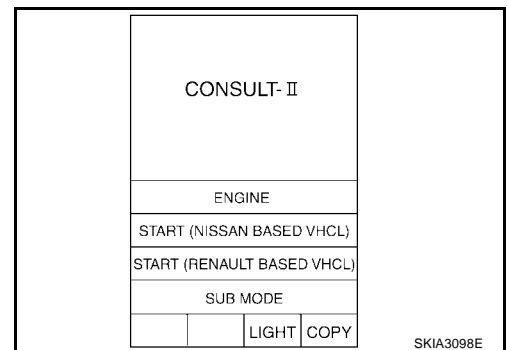 CONSULT-II
ENGINE
START (NISSAN BASED VHCL)
START (RENAULT BASED VHCL)
SUB MODE
LIGHT COPY
SKIA3098E